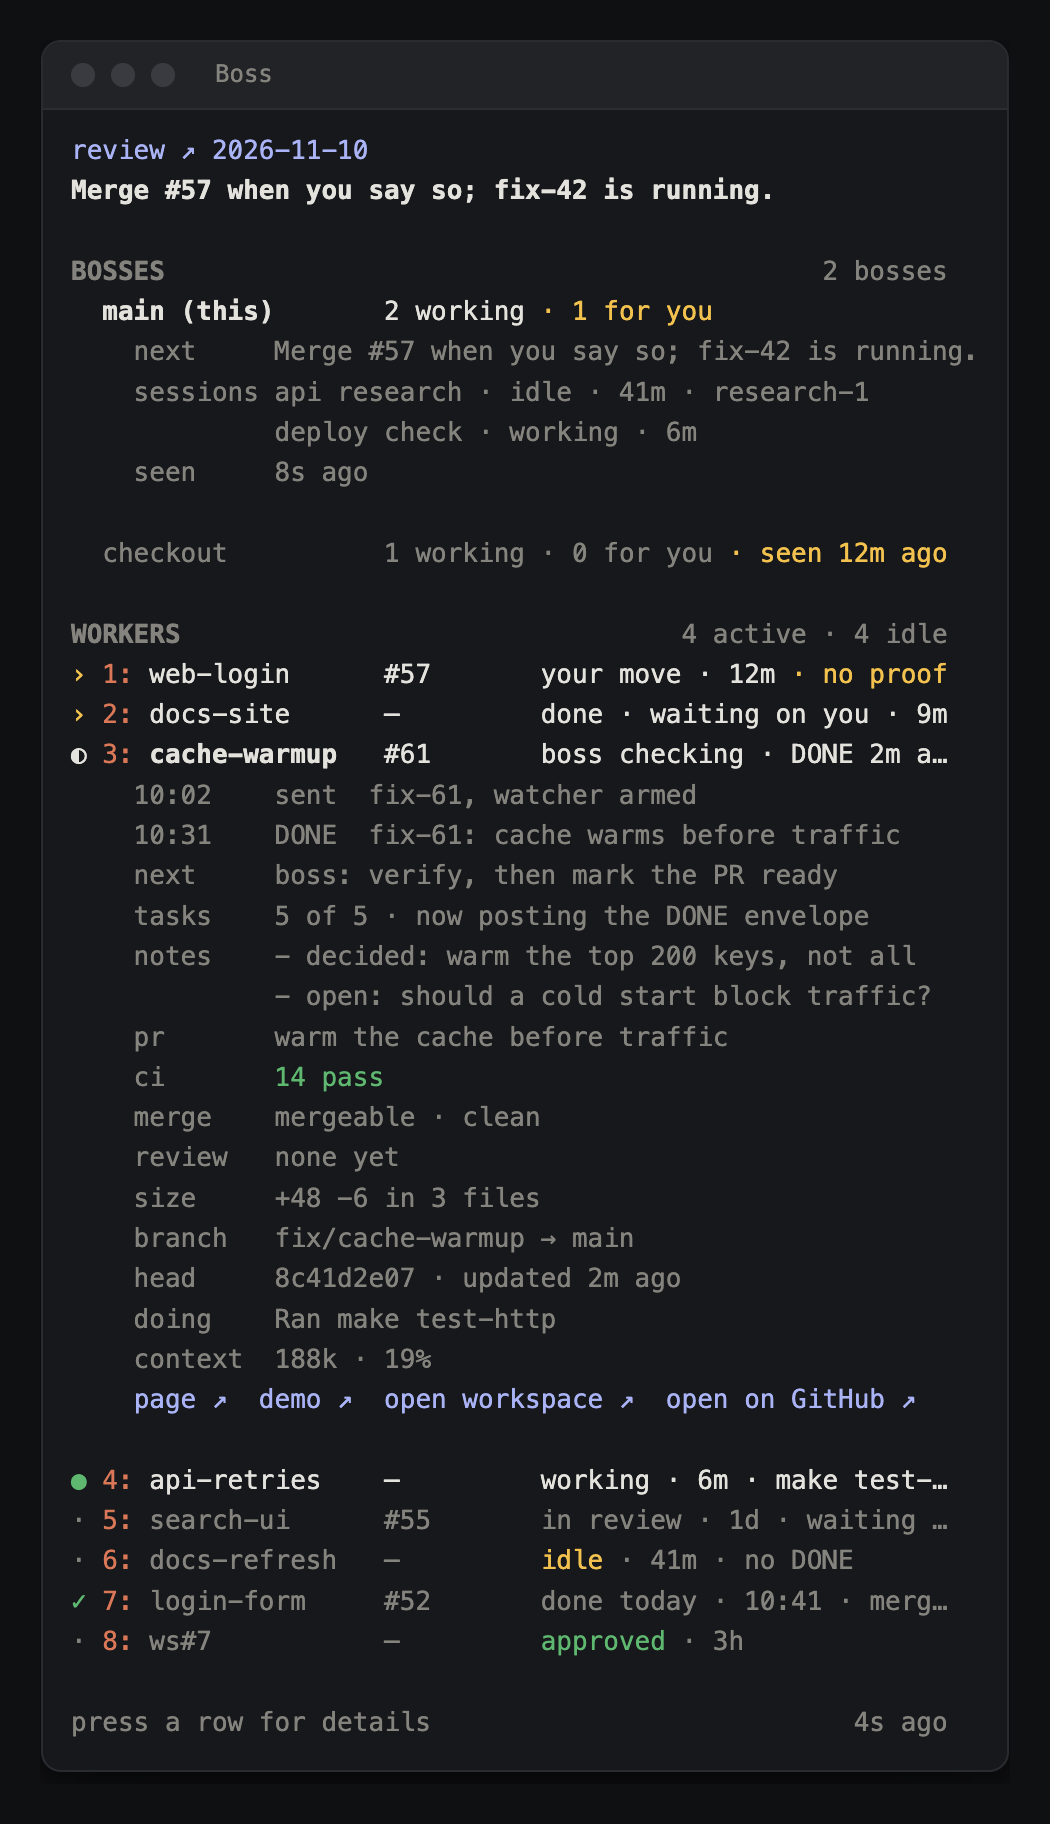 Boss
review ↗ 2026-11-10
Merge #57 when you say so; fix-42 is running.
BOSSES 2 bosses
main (this) 2 working · 1 for you
next Merge #57 when you say so; fix-42 is running.
sessions api research · idle · 41m · research-1
deploy check · working · 6m
seen 8s ago
checkout 1 working · 0 for you · seen 12m ago
WORKERS 4 active · 4 idle
› 1: web-login #57 your move · 12m · no proof
› 2: docs-site – done · waiting on you · 9m
◐ 3: cache-warmup #61 boss checking · DONE 2m a…
10:02 sent fix-61, watcher armed
10:31 DONE fix-61: cache warms before traffic
next boss: verify, then mark the PR ready
tasks 5 of 5 · now posting the DONE envelope
notes – decided: warm the top 200 keys, not all
– open: should a cold start block traffic?
pr warm the cache before traffic
ci 14 pass
merge mergeable · clean
review none yet
size +48 -6 in 3 files
branch fix/cache-warmup → main
head 8c41d2e07 · updated 2m ago
doing Ran make test-http
context 188k · 19%
page ↗ demo ↗ open workspace ↗ open on GitHub ↗
● 4: api-retries – working · 6m · make test-…
· 5: search-ui #55 in review · 1d · waiting …
· 6: docs-refresh – idle · 41m · no DONE
✓ 7: login-form #52 done today · 10:41 · merg…
· 8: ws#7 – approved · 3h
press a row for details 4s ago